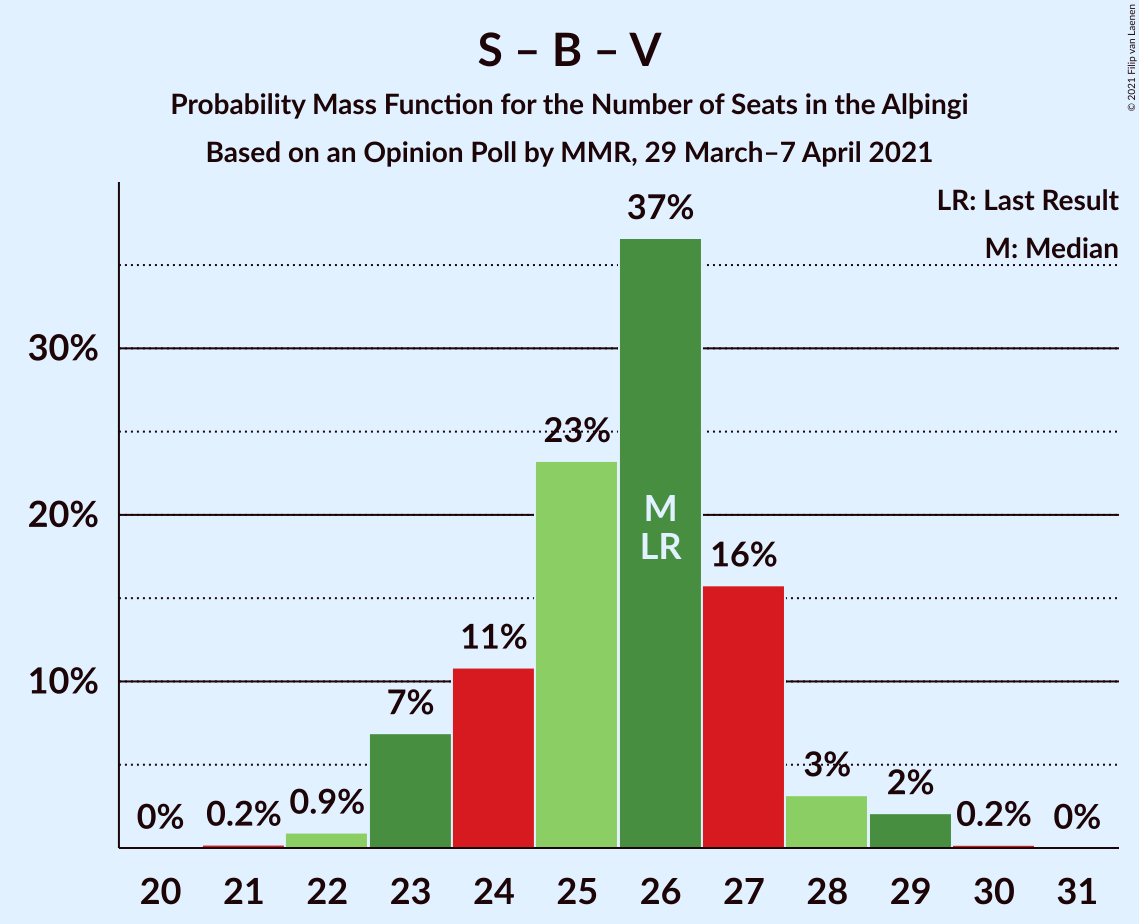 S – B – V
Probability Mass Function for the Number of Seats in the Alþingi
Based on an Opinion Poll by MMR, 29 March–7 April 2021
© 2021 Filip van Laenen
LR: Last Result
M: Median
37%
30%
23%
20%
M
LR
16%
11%
10%
7%
3%
2%
0%
0.2%
0.9%
0.2%
0%
20 21 22 23 24 25 26 27 28 29 30 31